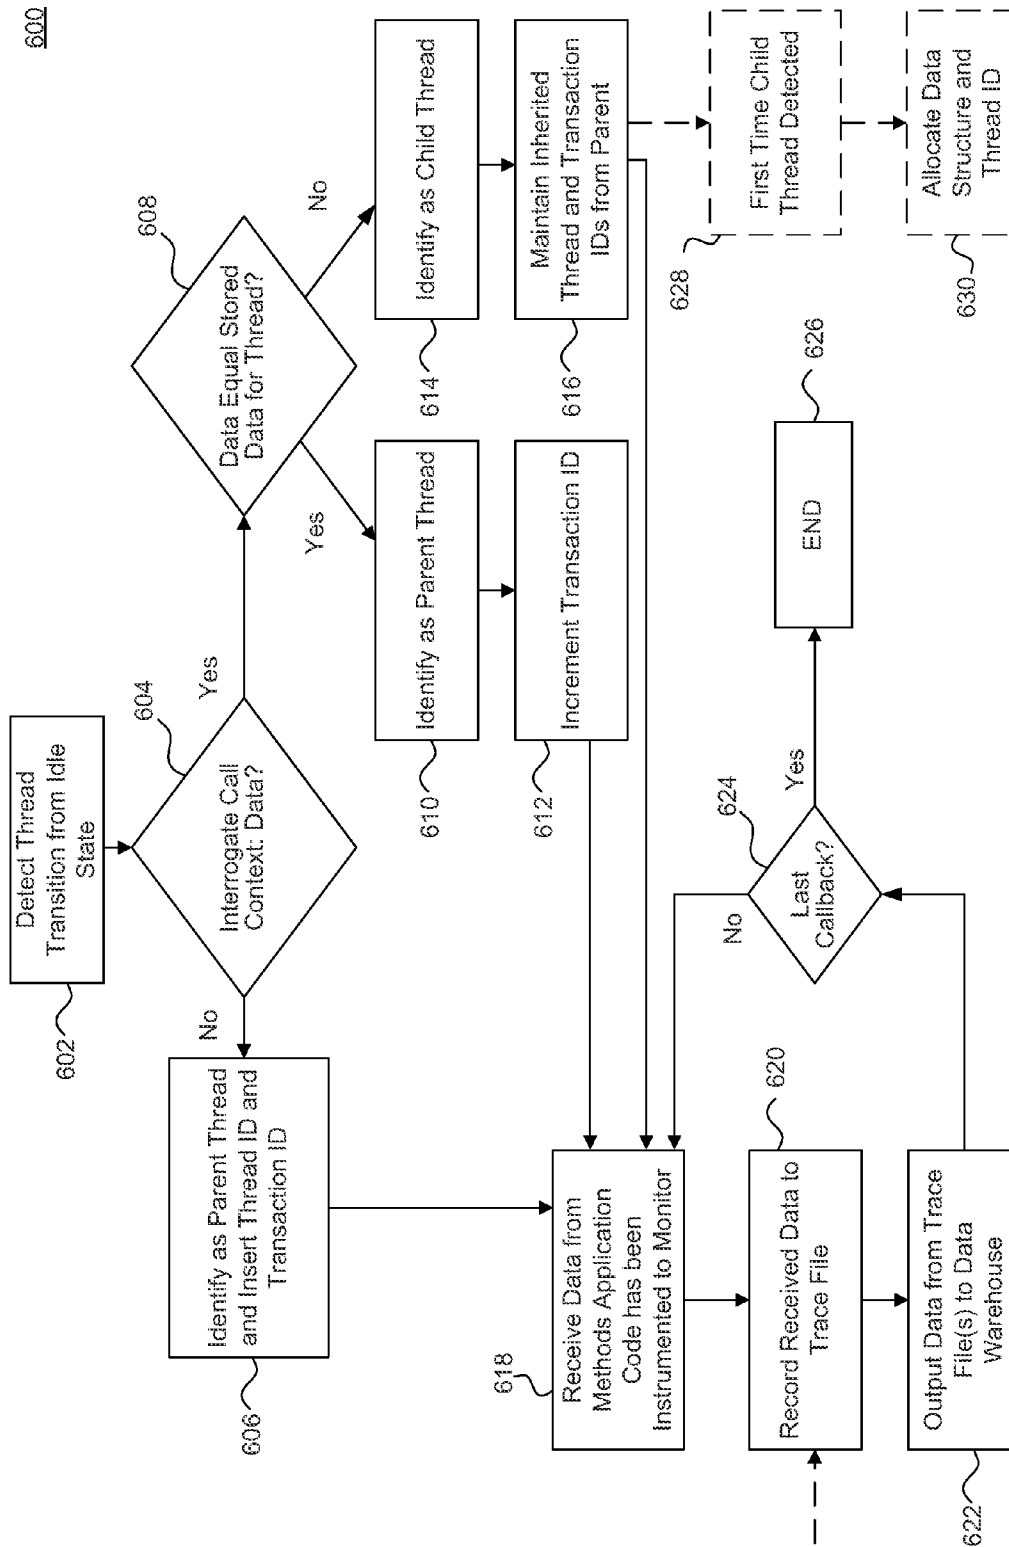 600
Detect Thread
Transition from Idle
State
602
Interrogate Call
Context: Data?
604
No
Yes
Identify as Parent Thread
and Insert Thread ID and
Transaction ID
606
Data Equal Stored
Data for Thread?
608
Yes
No
Identify as Parent Thread
610
Increment Transaction ID
612
Identify as Child Thread
614
Maintain Inherited
Thread and Transaction
IDs from Parent
616
Receive Data from
Methods Application
Code has been
Instrumented to Monitor
618
Record Received Data to
Trace File
620
Output Data from Trace
File(s) to Data
Warehouse
622
Last
Callback?
624
No
Yes
END
626
First Time Child
Thread Detected
628
Allocate Data
Structure and
Thread ID
630